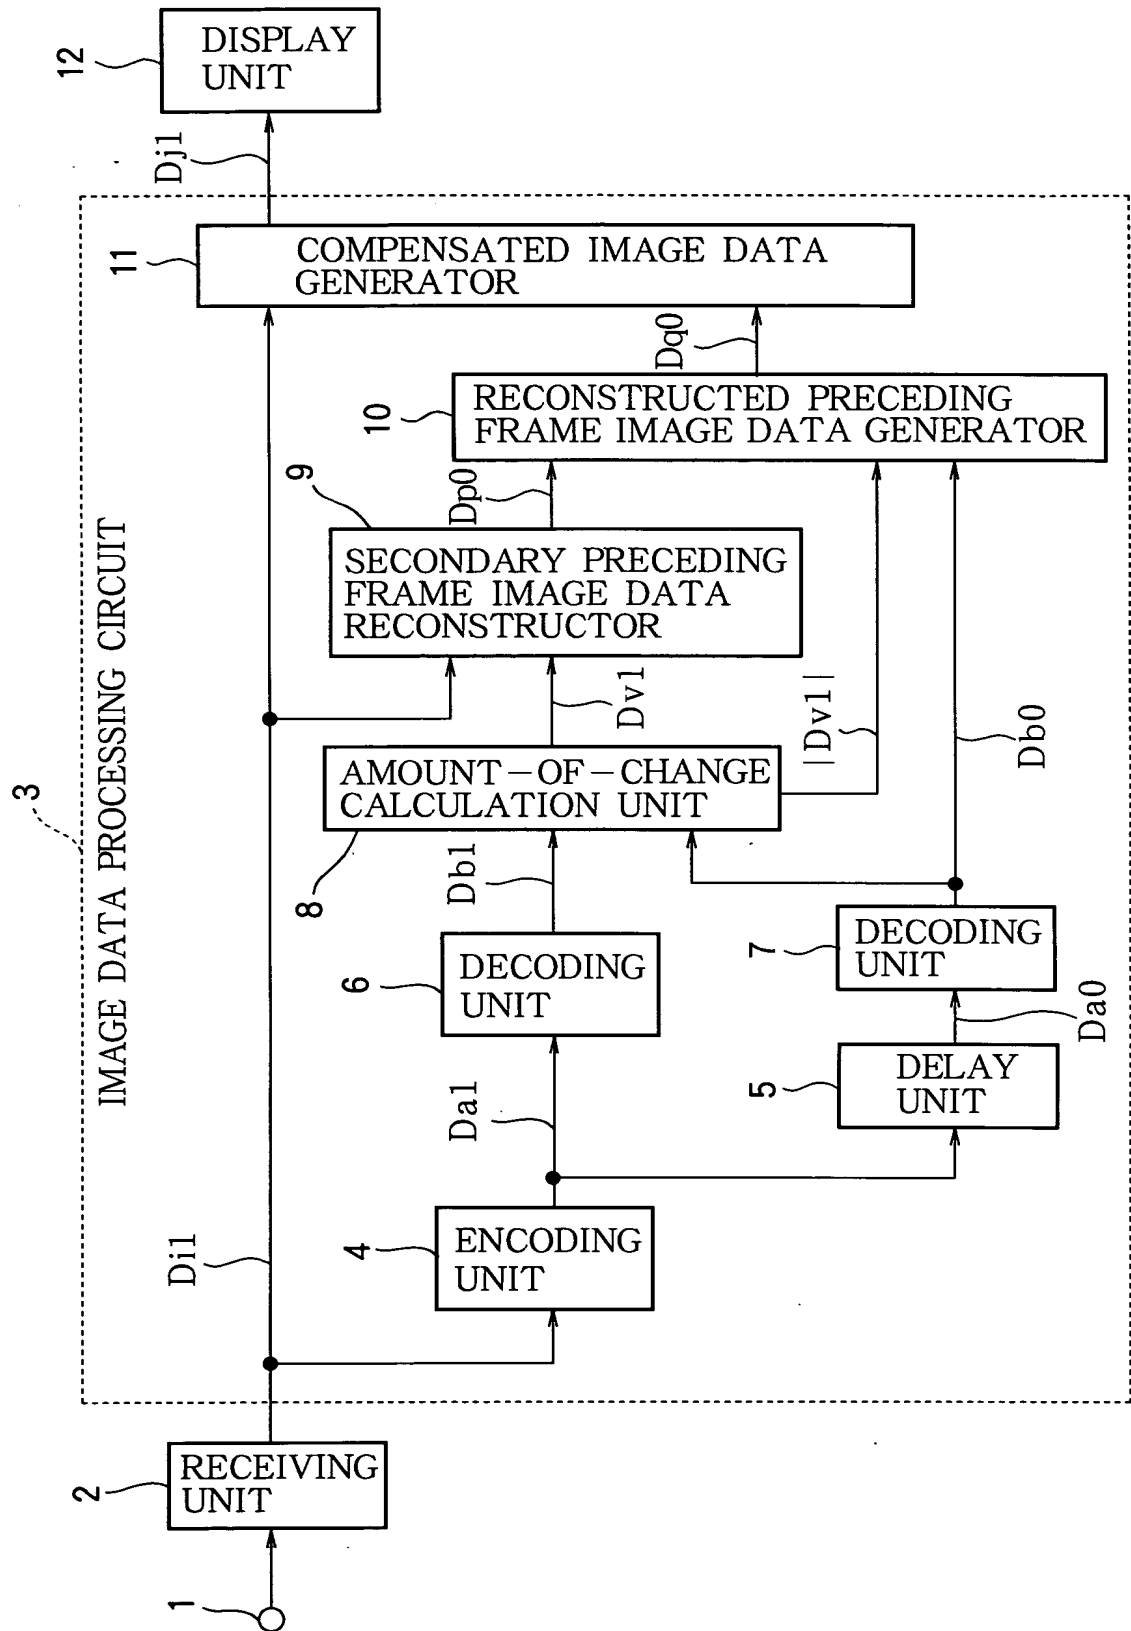 3
IMAGE DATA PROCESSING CIRCUIT
1
2
RECEIVING
UNIT
Di1
4
ENCODING
UNIT
Da1
5
DELAY
UNIT
Da0
6
DECODING
UNIT
Db1
7
DECODING
UNIT
Db0
8
AMOUNT-OF-CHANGE
CALCULATION UNIT
Dv1
|Dv1|
9
SECONDARY PRECEDING
FRAME IMAGE DATA
RECONSTRUCTOR
Dp0
10
RECONSTRUCTED PRECEDING
FRAME IMAGE DATA GENERATOR
Dq0
11
COMPENSATED IMAGE DATA
GENERATOR
Dj1
12
DISPLAY
UNIT